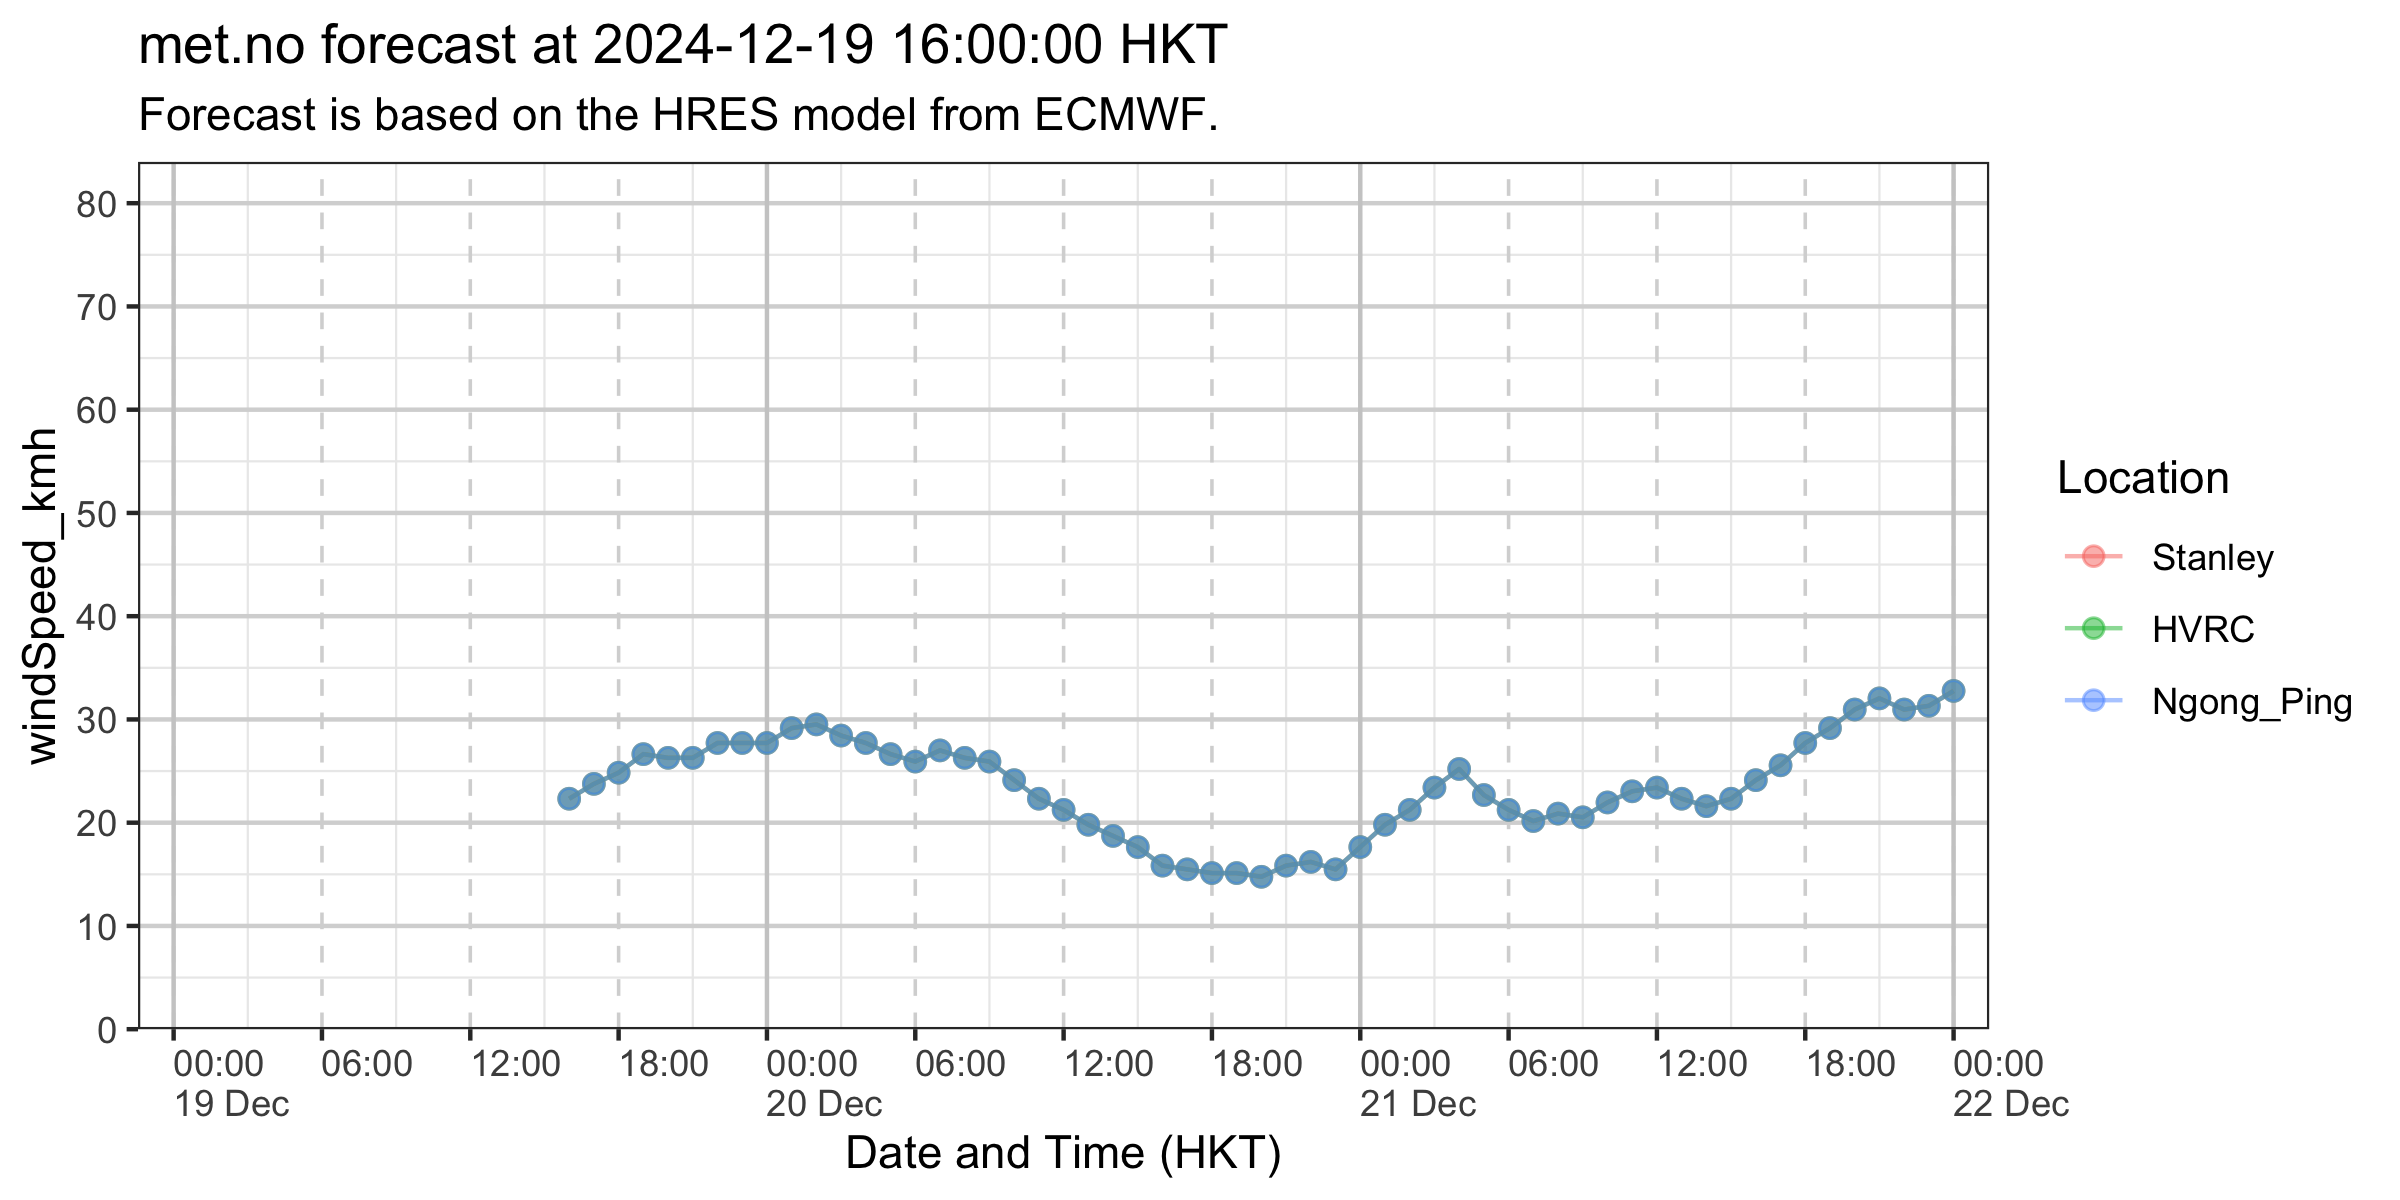 met.no forecast at 2024-12-19 16:00:00 HKT
Forecast is based on the HRES model from ECMWF.
windSpeed_kmh
80
70
60
50
40
30
20
10
0
00:00 06:00 12:00 18:00 00:00 06:00 12:00 18:00 00:00 06:00 12:00 18:00 00:00
19 Dec 20 Dec 21 Dec 22 Dec
Date and Time (HKT)
Location
Stanley
HVRC
Ngong_Ping